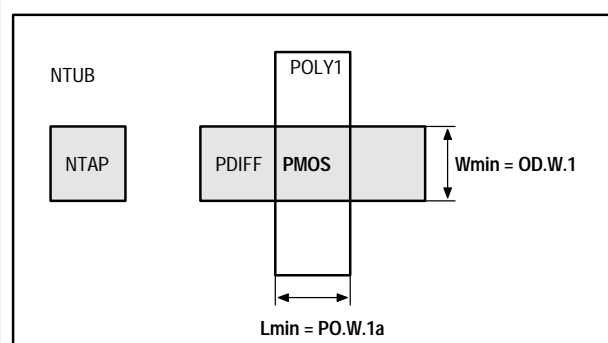 POLY1
NTUB
NTAP
PDIFF PMOS
Wmin = OD.W.1
Lmin = PO.W.1a